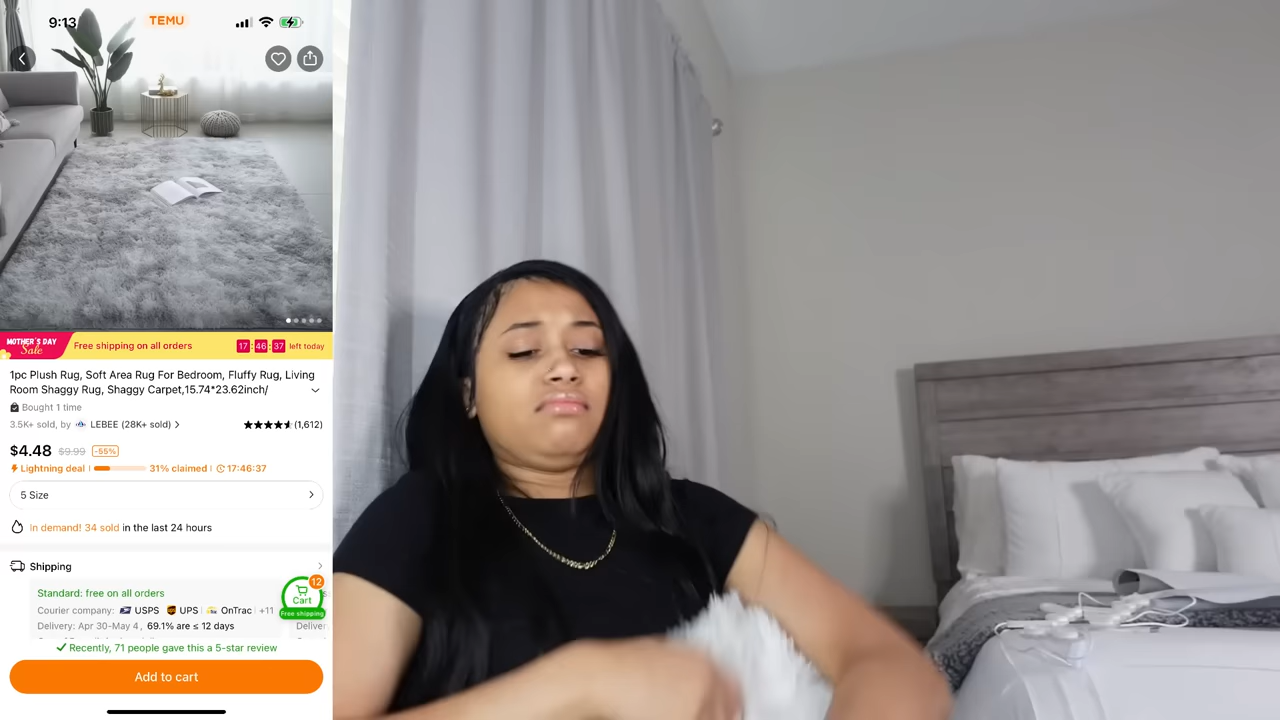 9:13
TEMU
MOTHER'S DAY
Sale
Free shipping on all orders
17:46:37 left today
1pc Plush Rug, Soft Area Rug For Bedroom, Fluffy Rug, Living
Room Shaggy Rug, Shaggy Carpet,15.74*23.62inch/
Bought 1 time
3.5K+ sold, by LEBEE (28K+ sold)
(1,612)
$4.48 $9.99 -55%
Lightning deal 31% claimed 17:46:37
5 Size
In demand! 34 sold in the last 24 hours
Shipping
12
Cart
Free shipping
Standard: free on all orders
Courier company: USPS UPS OnTrac +11
Delivery: Apr 30-May 4, 69.1% are ≤ 12 days
Recently, 71 people gave this a 5-star review
Add to cart